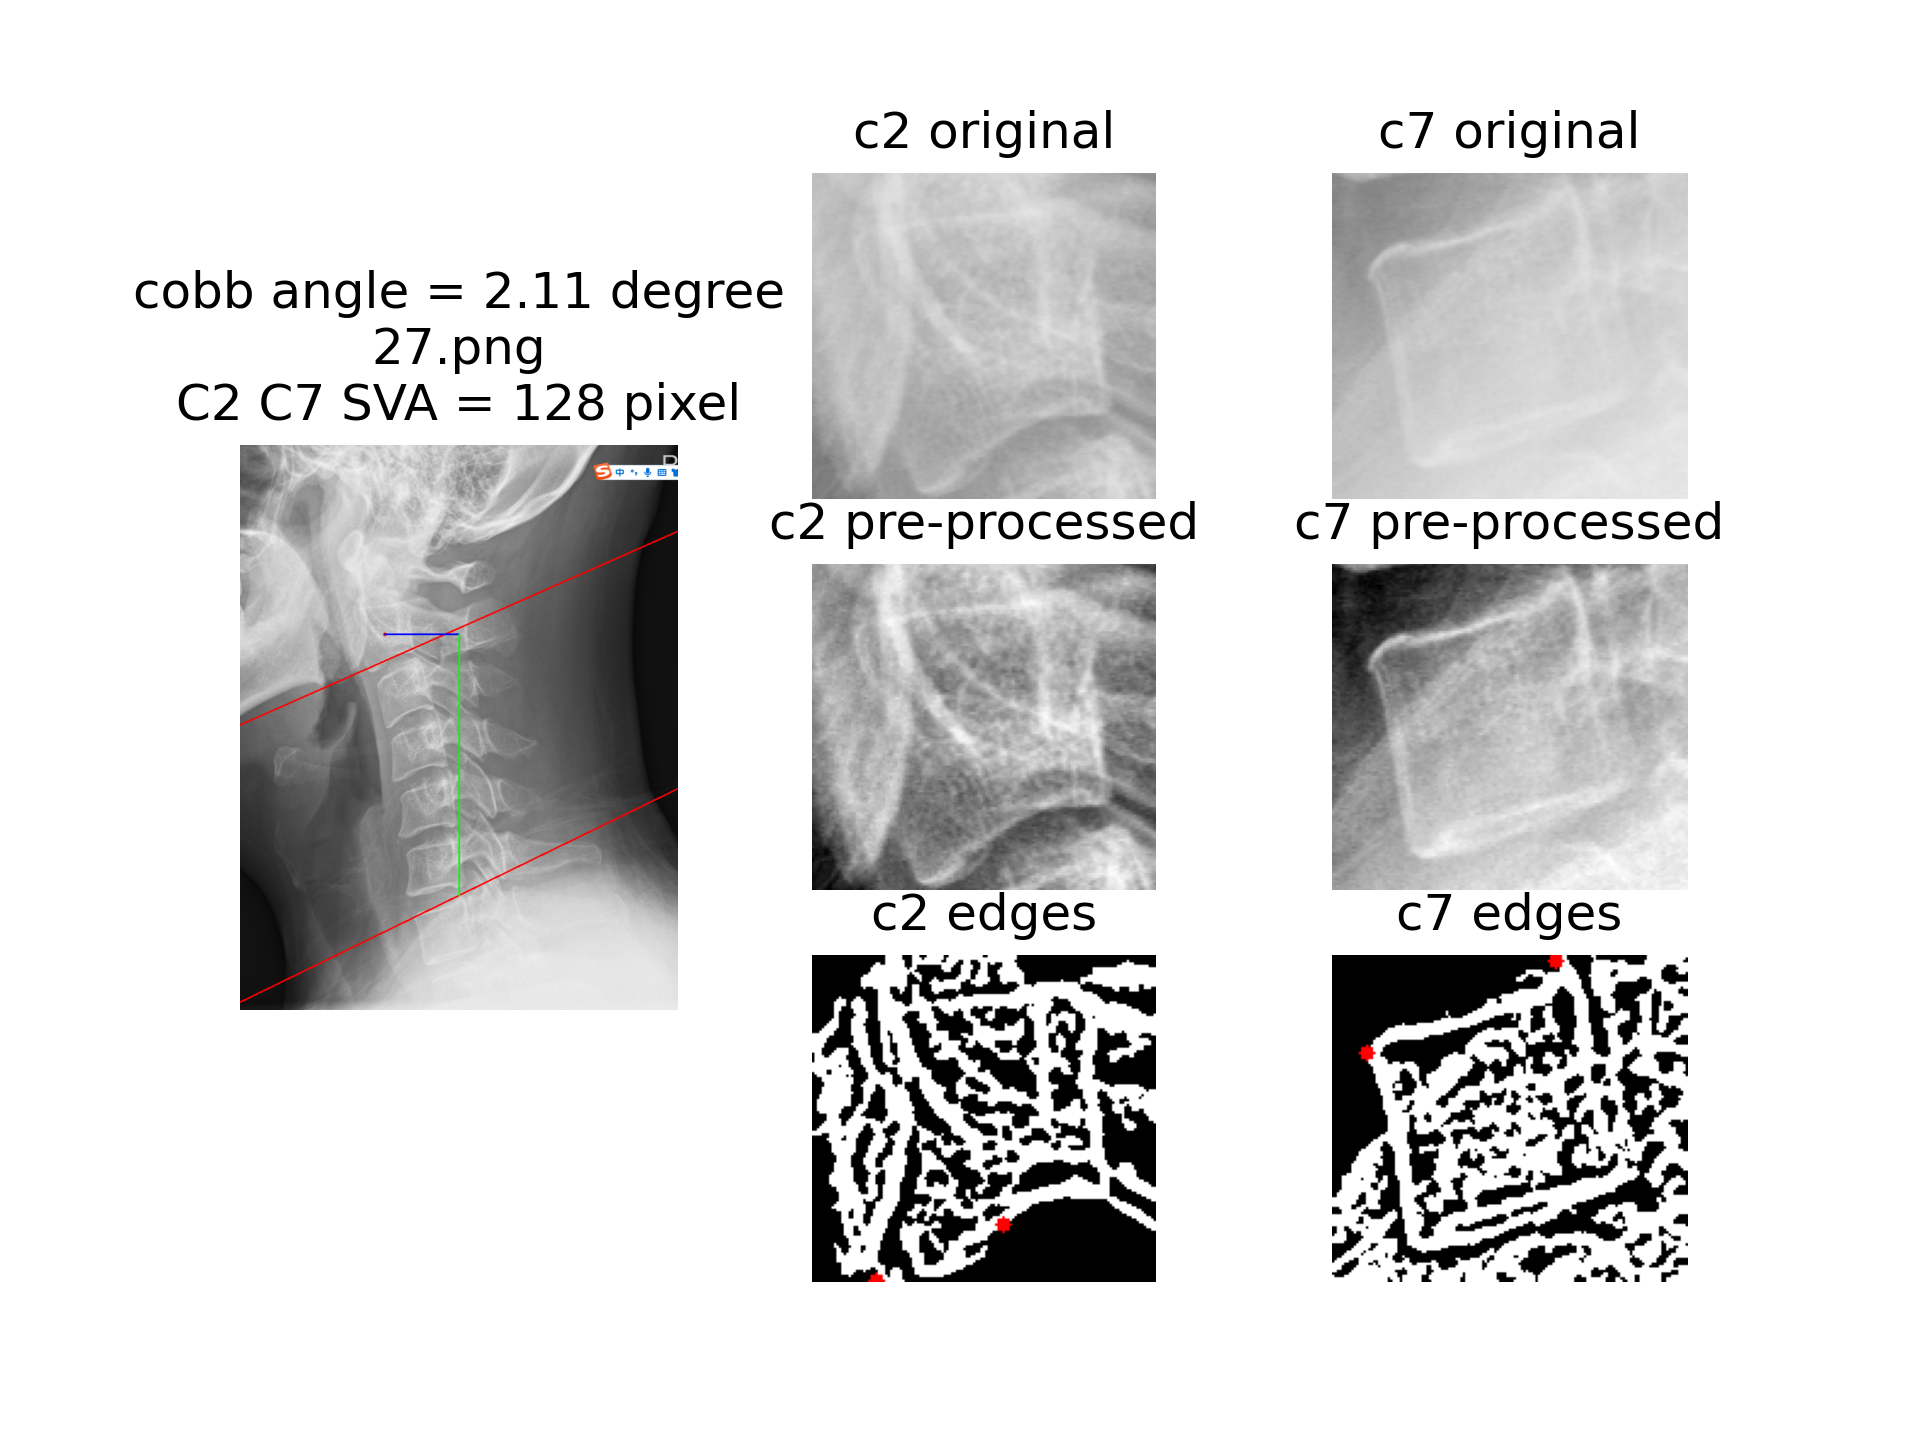 cobb angle = 2.11 degree
27.png
C2 C7 SVA = 128 pixel
中
c2 original
c7 original
c2 pre-processed
c7 pre-processed
c2 edges
c7 edges